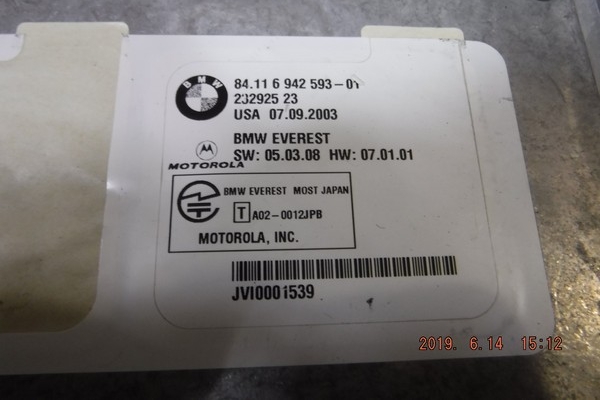 BMW
84.11 6 942 593-01
232925 23
USA 07.09.2003
BMW EVEREST
SW: 05.03.08 HW: 07.01.01
MOTOROLA
BMW EVEREST MOST JAPAN
T A02-0012JPB
MOTOROLA, INC.
JVI0001539
2019. 6.14 15:12